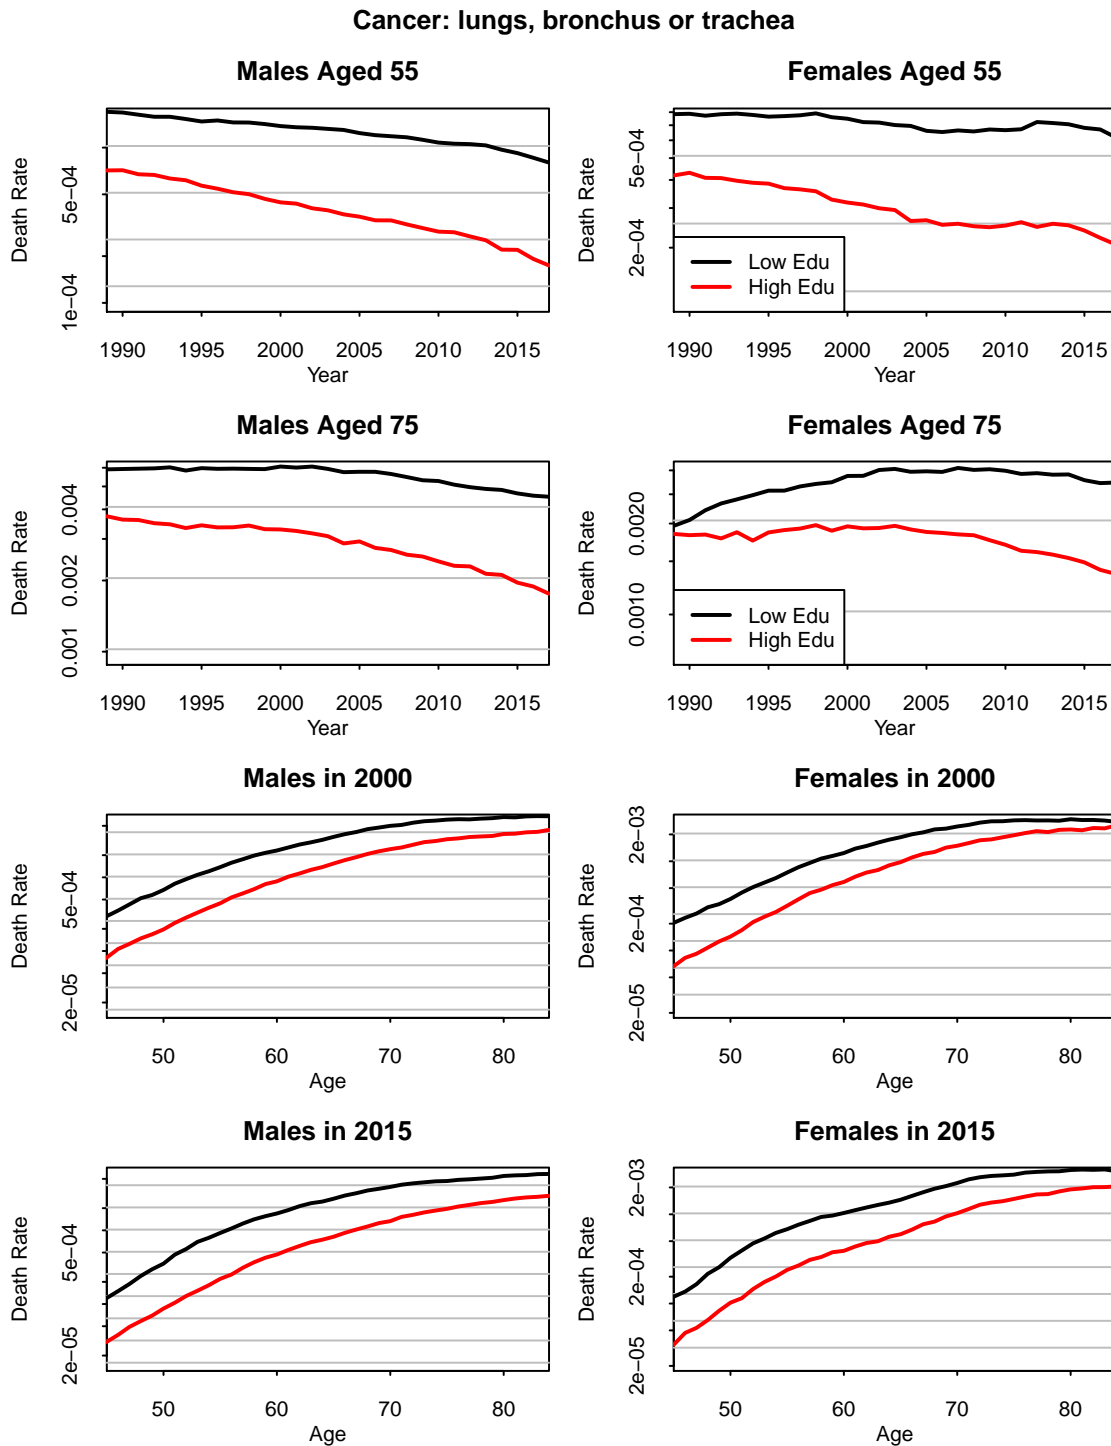 Cancer: lungs, bronchus or trachea
Males Aged 55
Death Rate
1e−04 5e−04
1990 1995 2000 2005 2010 2015
Year
Females Aged 55
Death Rate
2e−04 5e−04
Low Edu
High Edu
1990 1995 2000 2005 2010 2015
Year
Males Aged 75
Death Rate
0.001 0.002 0.004
1990 1995 2000 2005 2010 2015
Year
Females Aged 75
Death Rate
0.0010 0.0020
Low Edu
High Edu
1990 1995 2000 2005 2010 2015
Year
Males in 2000
Death Rate
2e−05 5e−04
50 60 70 80
Age
Females in 2000
Death Rate
2e−05 2e−04 2e−03
50 60 70 80
Age
Males in 2015
Death Rate
2e−05 5e−04
50 60 70 80
Age
Females in 2015
Death Rate
2e−05 2e−04 2e−03
50 60 70 80
Age